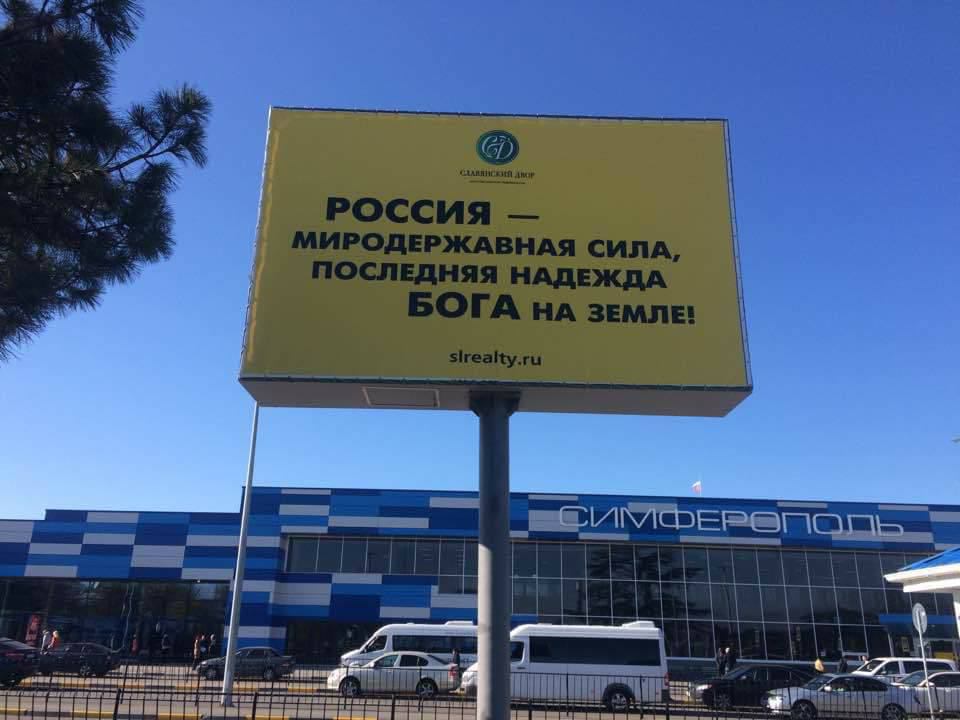 СЛАВЯНСКИЙ ДВОР
РОССИЯ —
МИРОДЕРЖАВНАЯ СИЛА,
ПОСЛЕДНЯЯ НАДЕЖДА
БОГА НА ЗЕМЛЕ!
slrealty.ru
СИМФЕРОПОЛЬ